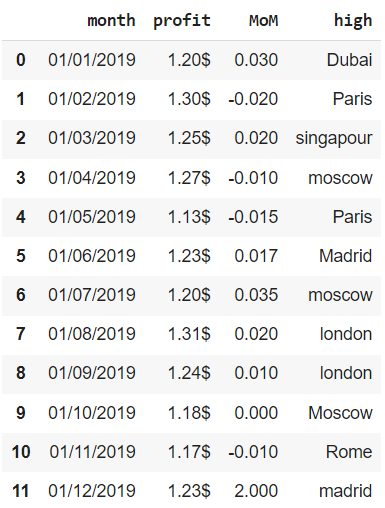 month profit MoM high
0 01/01/2019 1.20$ 0.030 Dubai
1 01/02/2019 1.30$ -0.020 Paris
2 01/03/2019 1.25$ 0.020 singapour
3 01/04/2019 1.27$ -0.010 moscow
4 01/05/2019 1.13$ -0.015 Paris
5 01/06/2019 1.23$ 0.017 Madrid
6 01/07/2019 1.20$ 0.035 moscow
7 01/08/2019 1.31$ 0.020 london
8 01/09/2019 1.24$ 0.010 london
9 01/10/2019 1.18$ 0.000 Moscow
10 01/11/2019 1.17$ -0.010 Rome
11 01/12/2019 1.23$ 2.000 madrid